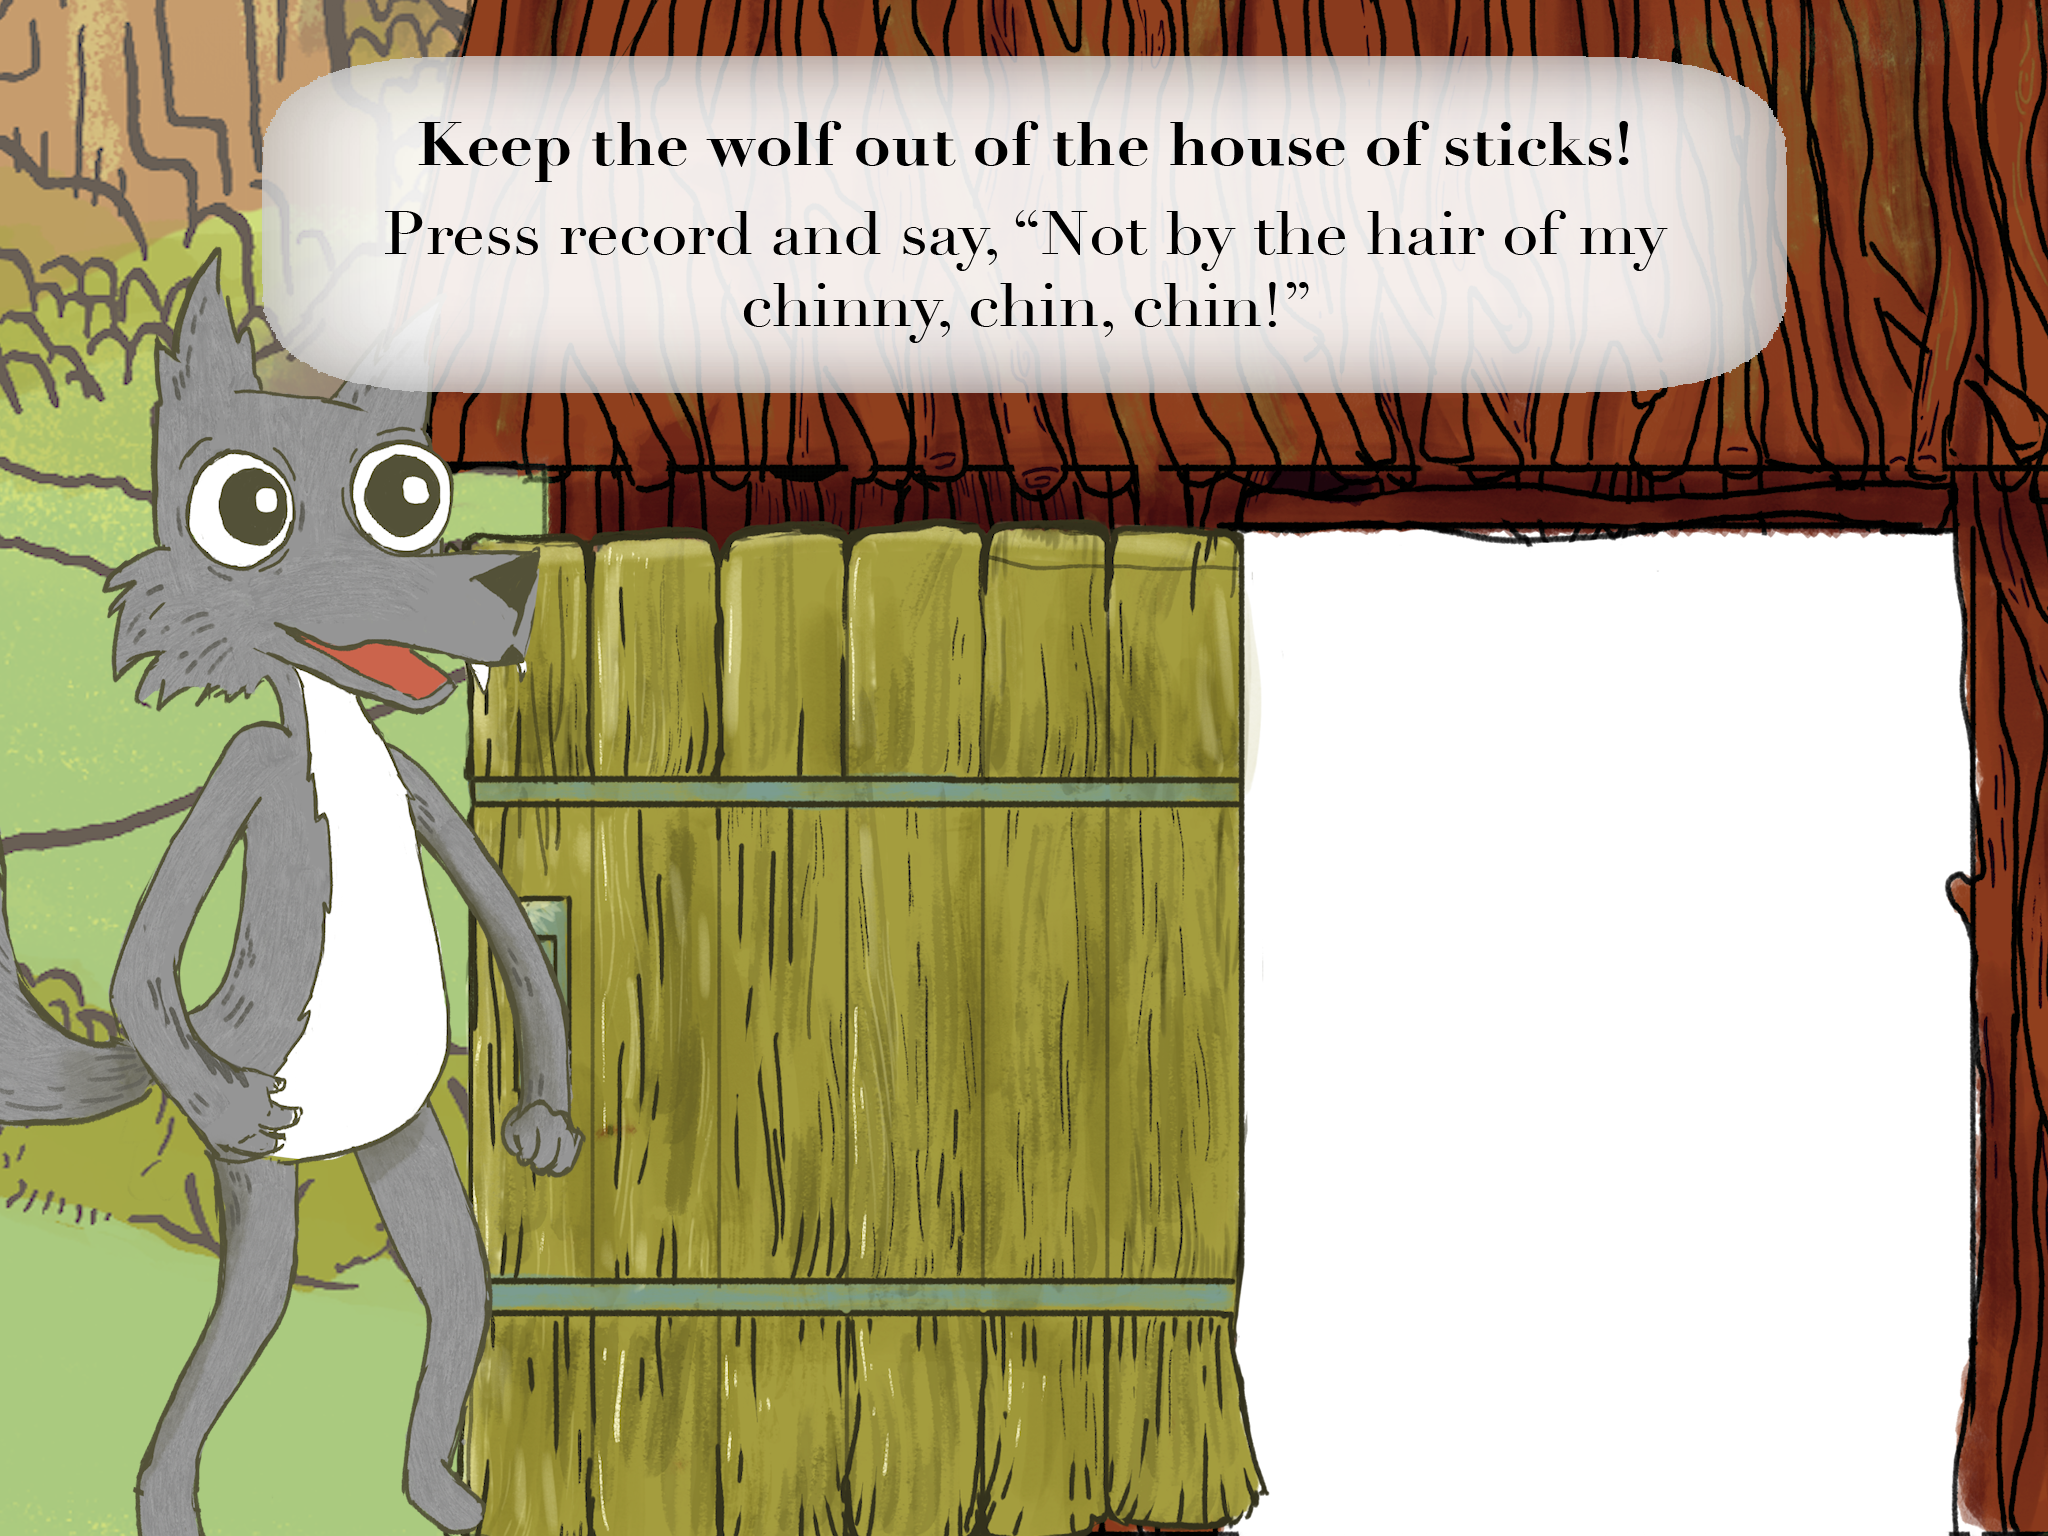 Keep the wolf out of the house of sticks!
Press record and say, “Not by the hair of my
chinny, chin, chin!”